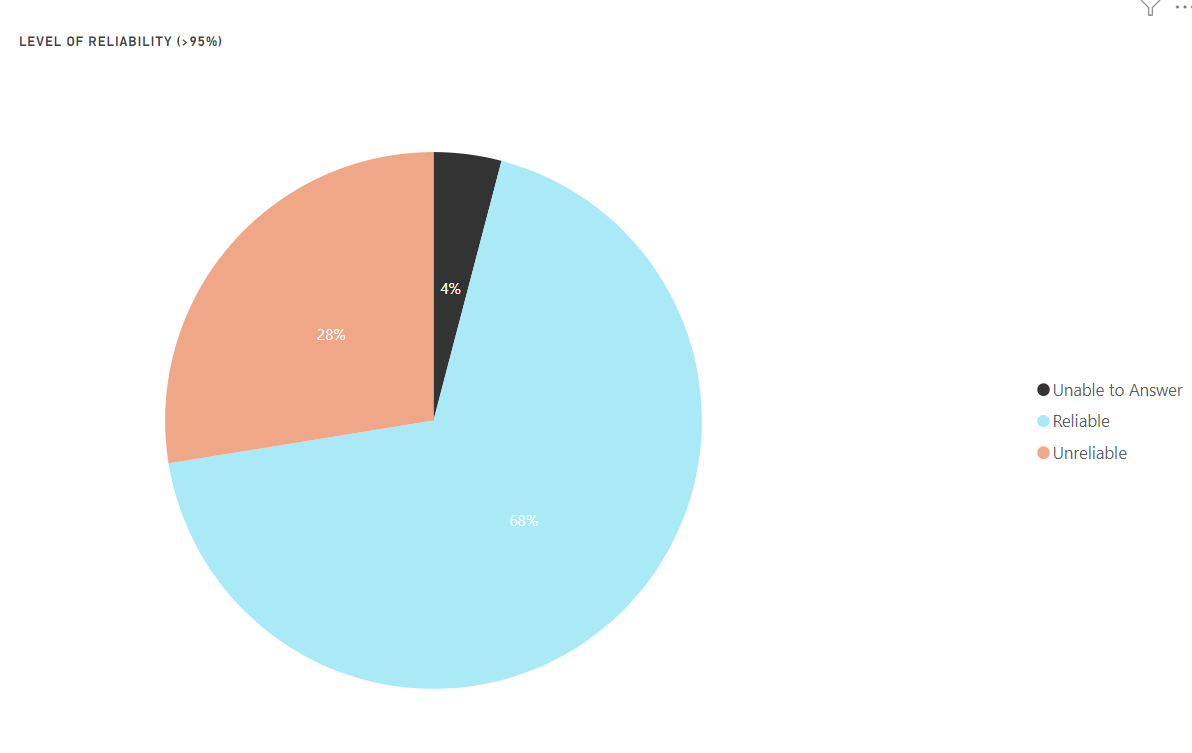 LEVEL OF RELIABILITY (>95%)
4%
28%
Unable to Answer
Reliable
Unreliable
68%